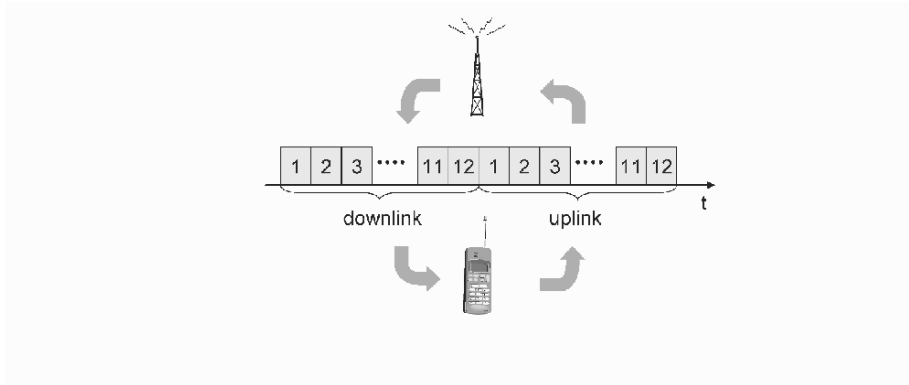 1 2 3 •••• 11 12 1 2 3 •••• 11 12
t
downlink uplink